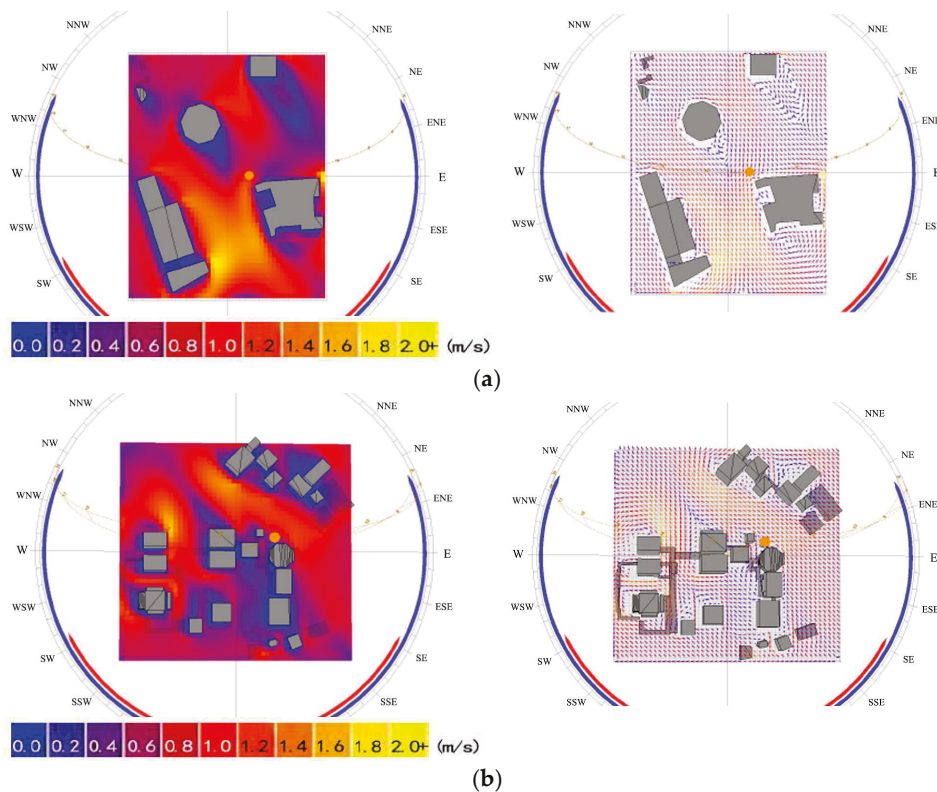 NNW NNE NNW NNE
NW NE NW NE
WNW ENE WNW ENE
W E W E
WSW ESE WSW ESE
SW SE SW SE
0.0 0.2 0.4 0.6 0.8 1.0 1.2 1.4 1.6 1.8 2.0+ (m/s)
(a)
NNW NNE NNW NNE
NW NE NW NE
WNW ENE WNW ENE
W E W E
WSW ESE WSW ESE
SW SE SW SE
SSW SSE SSW SSE
0.0 0.2 0.4 0.6 0.8 1.0 1.2 1.4 1.6 1.8 2.0+ (m/s)
(b)